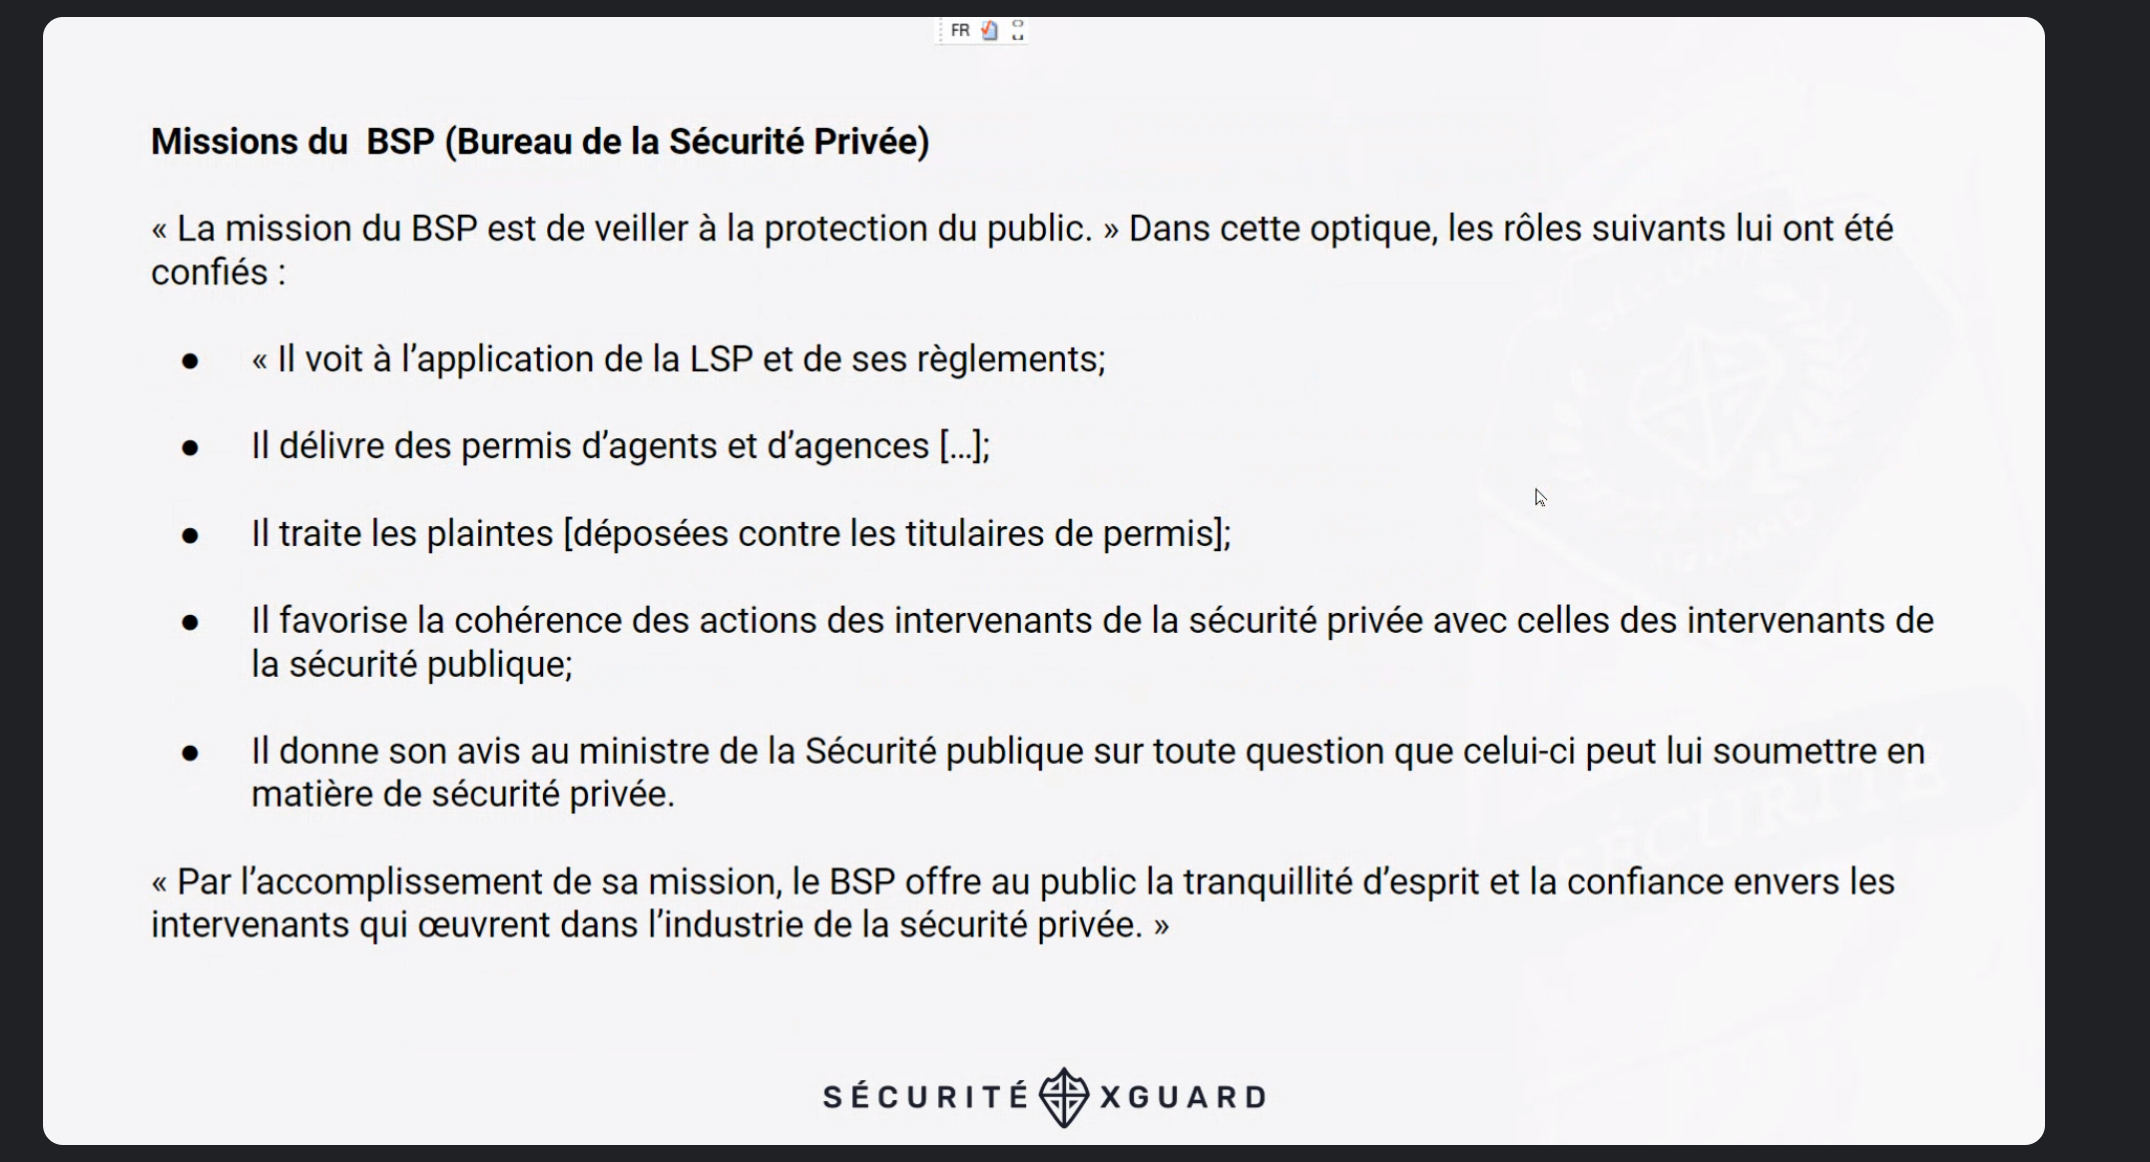 FR
Missions du BSP (Bureau de la Sécurité Privée)
« La mission du BSP est de veiller à la protection du public. » Dans cette optique, les rôles suivants lui ont été
confiés :
● « Il voit à l’application de la LSP et de ses règlements;
● Il délivre des permis d’agents et d’agences [...];
● Il traite les plaintes [déposées contre les titulaires de permis];
● Il favorise la cohérence des actions des intervenants de la sécurité privée avec celles des intervenants de
la sécurité publique;
● Il donne son avis au ministre de la Sécurité publique sur toute question que celui-ci peut lui soumettre en
matière de sécurité privée.
« Par l’accomplissement de sa mission, le BSP offre au public la tranquillité d’esprit et la confiance envers les
intervenants qui œuvrent dans l’industrie de la sécurité privée. »
SÉCURITÉ XGUARD
SÉCURITÉ